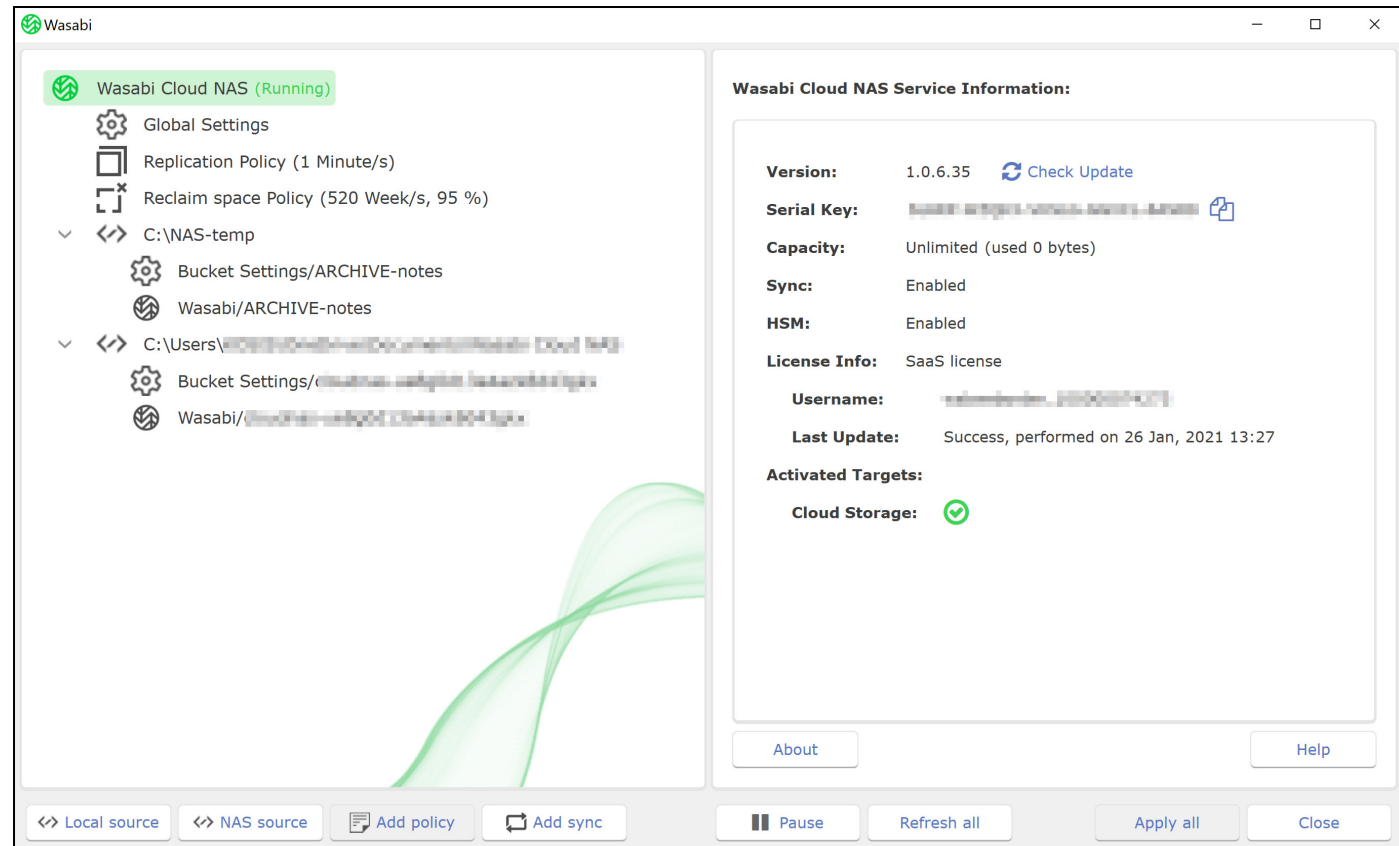 Wasabi
Wasabi Cloud NAS (Running)
Global Settings
Replication Policy (1 Minute/s)
Reclaim space Policy (520 Week/s, 95 %)
C:\NAS-temp
Bucket Settings/ARCHIVE-notes
Wasabi/ARCHIVE-notes
C:\Users\
Bucket Settings/
Wasabi/
Wasabi Cloud NAS Service Information:
Version: 1.0.6.35 Check Update
Serial Key:
Capacity: Unlimited (used 0 bytes)
Sync: Enabled
HSM: Enabled
License Info: SaaS license
Username:
Last Update: Success, performed on 26 Jan, 2021 13:27
Activated Targets:
Cloud Storage:
About Help
Local source NAS source Add policy Add sync Pause Refresh all Apply all Close